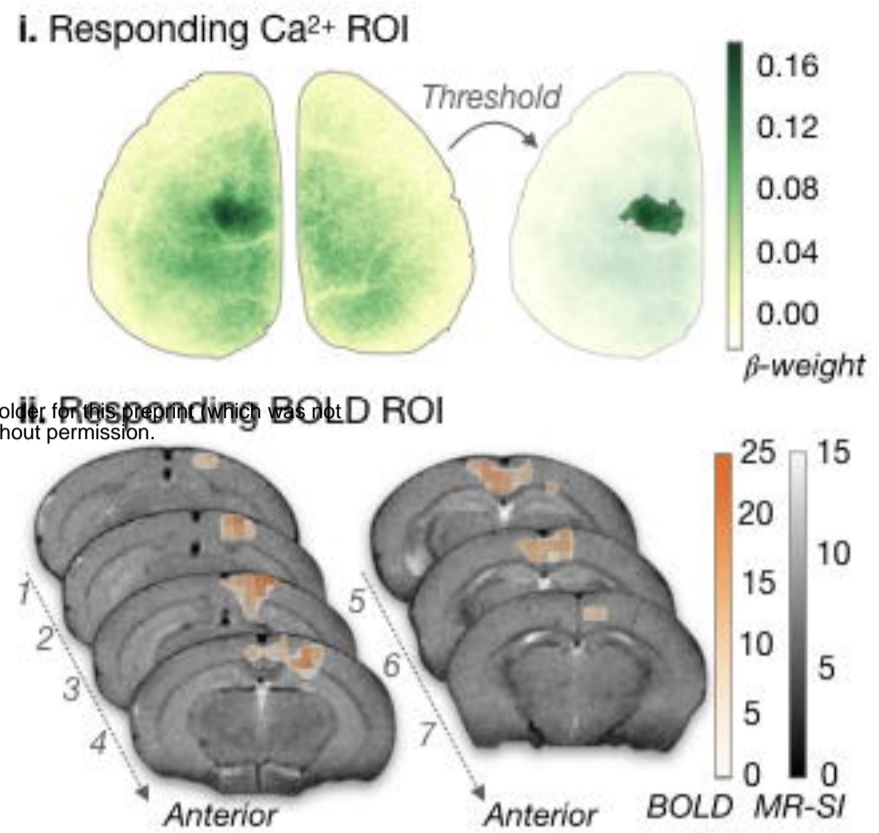 i. Responding Ca²⁺ ROI
Threshold
0.16
0.12
0.08
0.04
0.00
β-weight
older for this preprint (which was not
hout permission.
ii. Responding BOLD ROI
1
2
3
4
Anterior
5
6
7
Anterior
25
20
15
10
5
0
BOLD
15
10
5
0
MR-SI